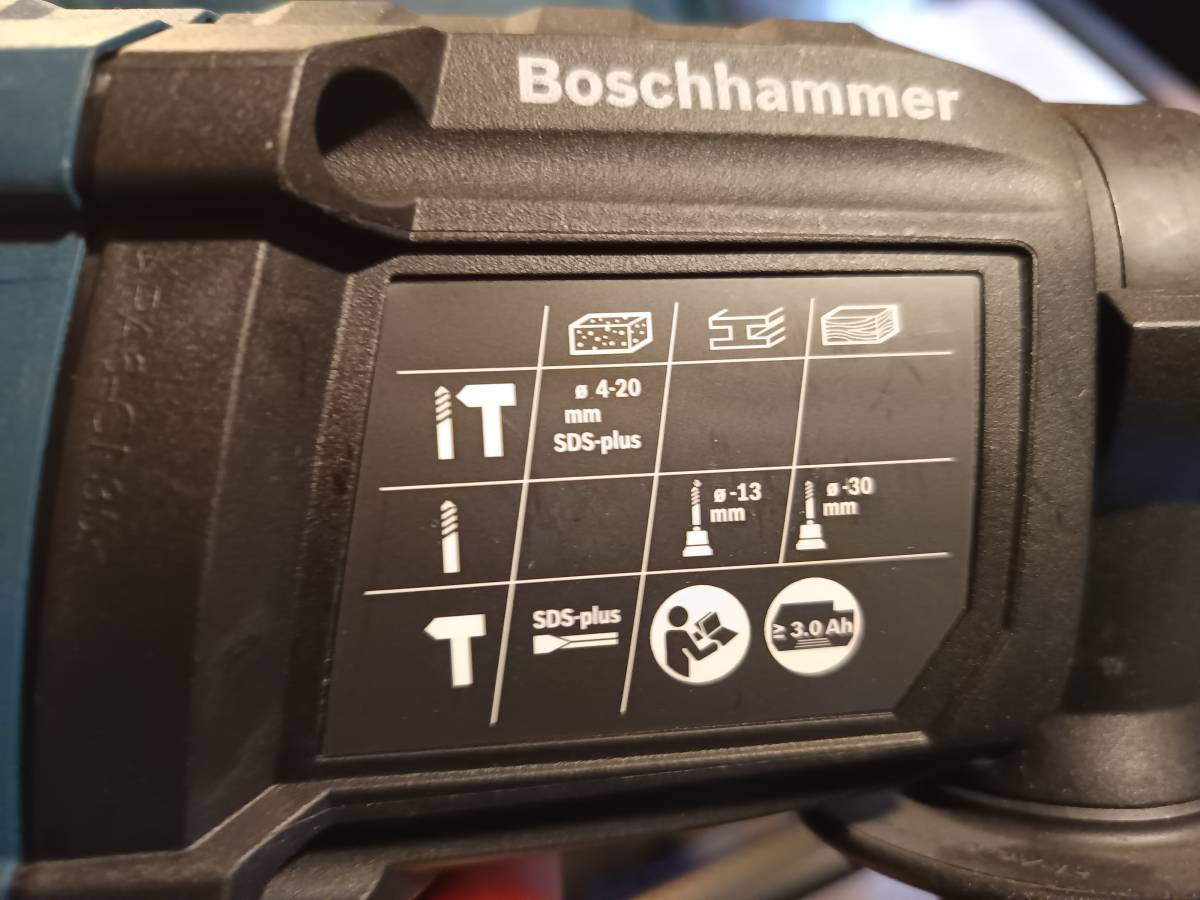 Boschhammer
ø 4-20
mm
SDS-plus
ø -13
mm
ø -30
mm
SDS-plus
≥ 3.0 Ah